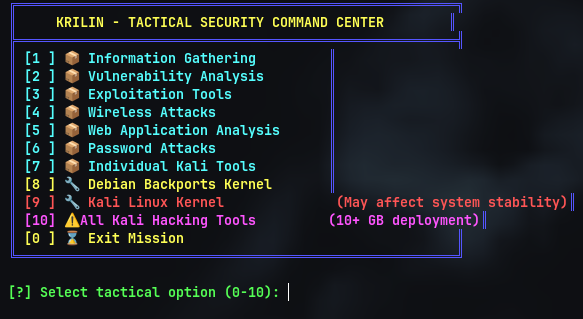 KRILIN - TACTICAL SECURITY COMMAND CENTER
[1 ] 📦 Information Gathering
[2 ] 📦 Vulnerability Analysis
[3 ] 📦 Exploitation Tools
[4 ] 📦 Wireless Attacks
[5 ] 📦 Web Application Analysis
[6 ] 📦 Password Attacks
[7 ] 📦 Individual Kali Tools
[8 ] 🔧 Debian Backports Kernel
[9 ] 🔧 Kali Linux Kernel (May affect system stability)
[10] ⚠️All Kali Hacking Tools (10+ GB deployment)
[0 ] ⌛ Exit Mission
[?] Select tactical option (0-10):